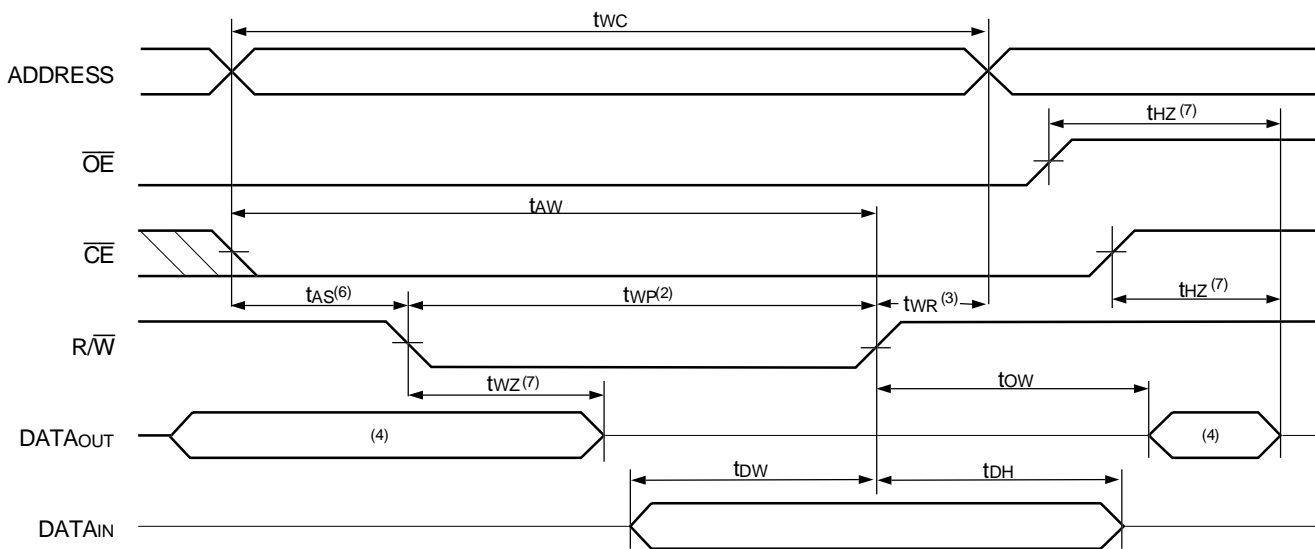 tWC
ADDRESS
tHZ (7)
OE
tAW
CE
tAS(6)
tWP(2)
tWR (3)
tHZ (7)
R/W
tWZ (7)
tOW
DATAOUT
(4)
(4)
tDW
tDH
DATAIN